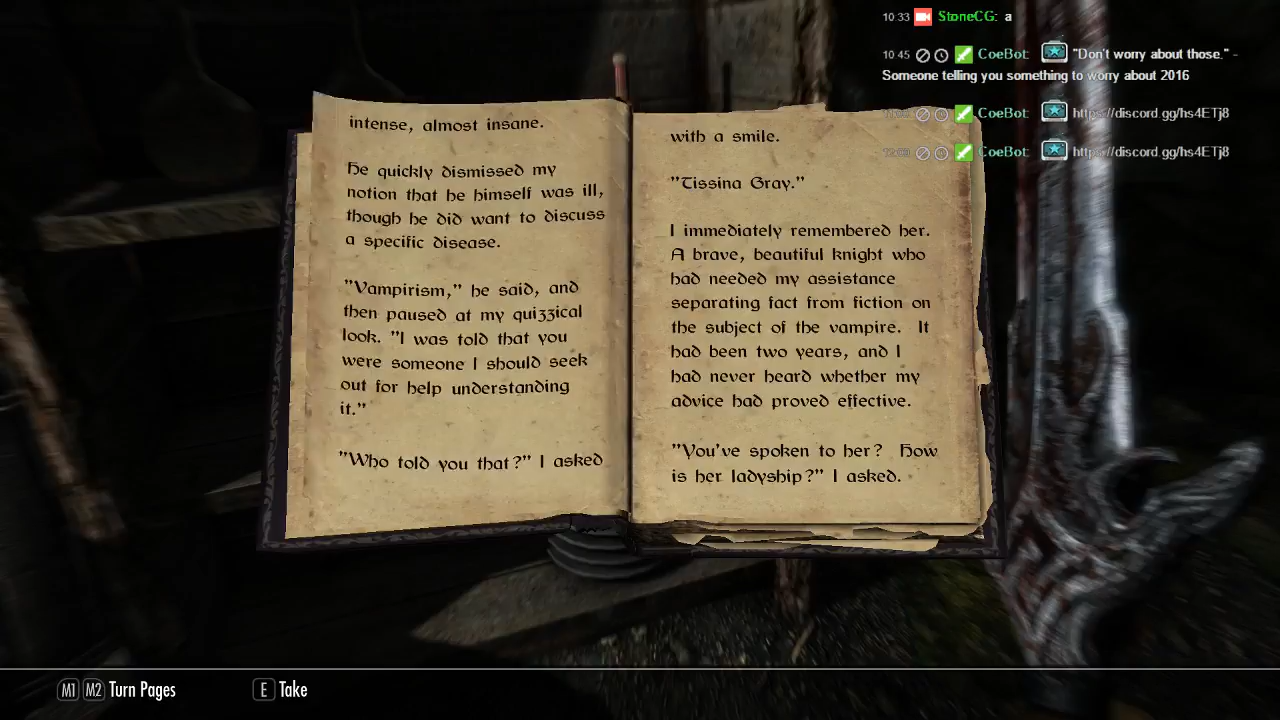 intense, almost insane.
He quickly dismissed my
notion that he himself was ill,
though he did want to discuss
a specific disease.
"Vampirism," he said, and
then paused at my quizzical
look. "I was told that you
were someone I should seek
out for help understanding
it."
"Who told you that?" I asked
with a smile.
"Tissina Gray."
I immediately remembered her.
A brave, beautiful knight who
had needed my assistance
separating fact from fiction on
the subject of the vampire. It
had been two years, and I
had never heard whether my
advice had proved effective.
"You've spoken to her? How
is her ladyship?" I asked.
10:33 StoneCG: a
10:45 CoeBot: "Don't worry about those." -
Someone telling you something to worry about 2016
CoeBot: https://discord.gg/hs4ETj8
CoeBot: https://discord.gg/hs4ETj8
M1 M2 Turn Pages
E Take